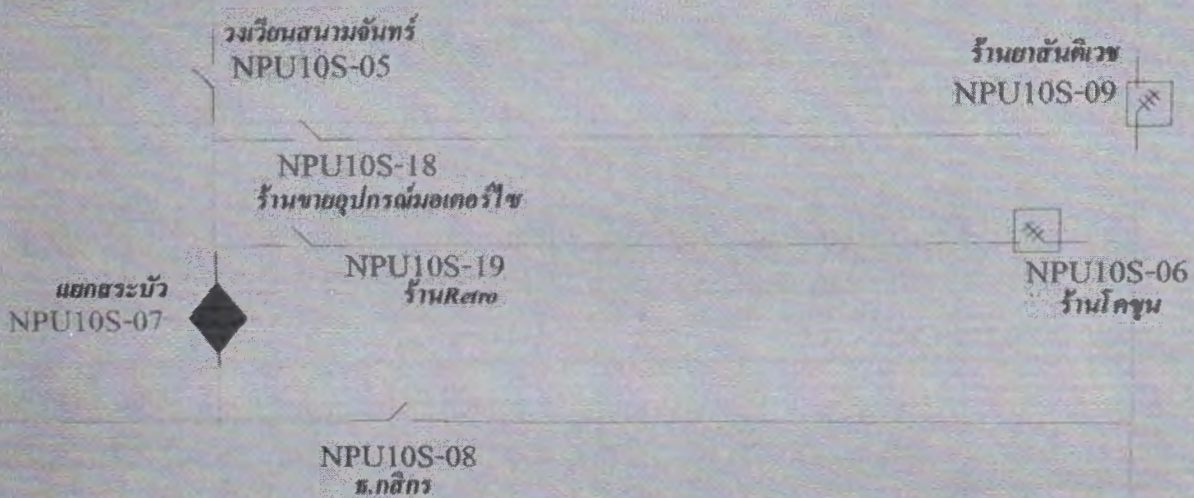 วงเวียนสนามจันทร์
NPU10S-05
ร้านยาสันติเวช
NPU10S-09
NPU10S-18
ร้านขายอุปกรณ์มอเตอร์ไซ
NPU10S-19
ร้านRetro
NPU10S-06
ร้านโคขุน
แยกสระบัว
NPU10S-07
NPU10S-08
ธ.กสิกร